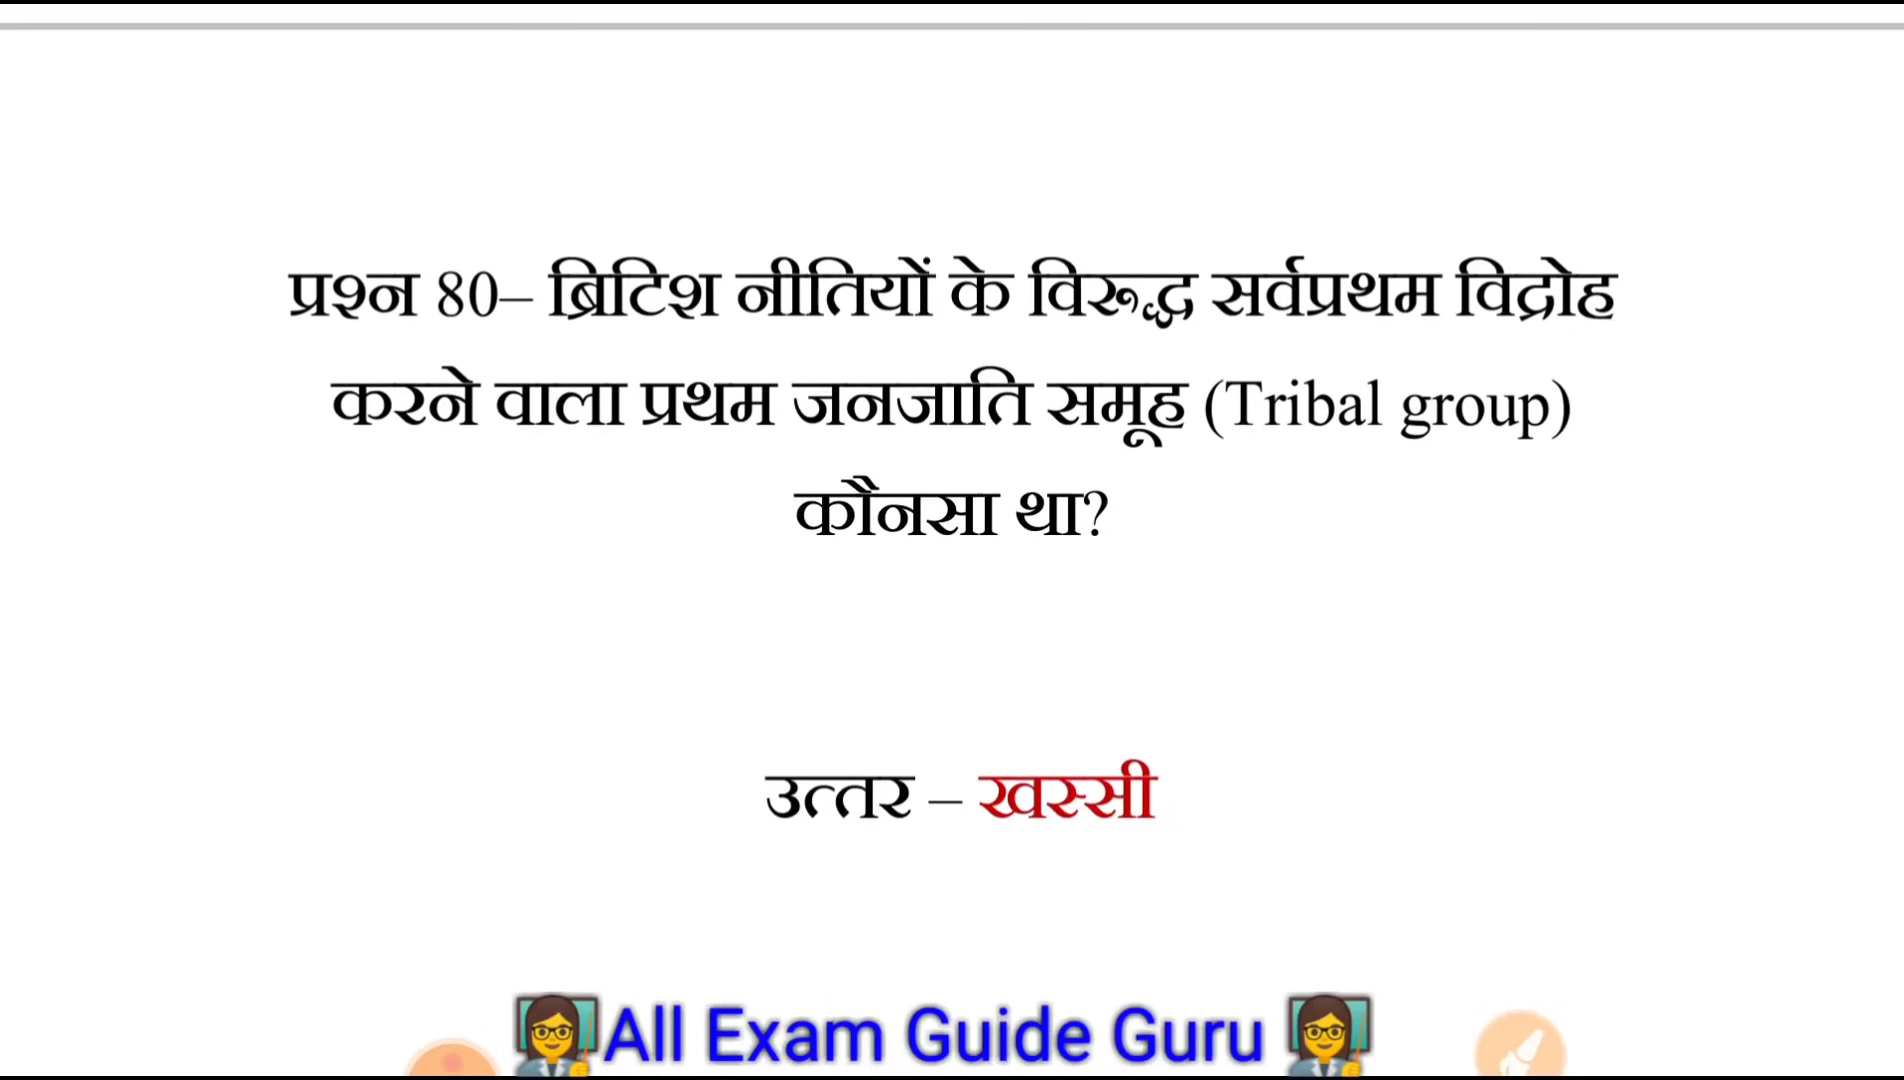 प्रश्न 80– ब्रिटिश नीतियों के विरूद्ध सर्वप्रथम विद्रोह
करने वाला प्रथम जनजाति समूह (Tribal group)
कौनसा था?
उत्तर – खस्सी
All Exam Guide Guru